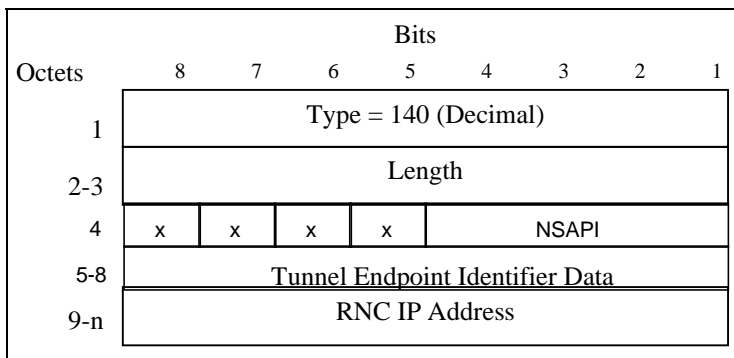 Bits
Octets 8 7 6 5 4 3 2 1
1 Type = 140 (Decimal)
2-3 Length
4 x x x x NSAPI
5-8 Tunnel Endpoint Identifier Data
9-n RNC IP Address